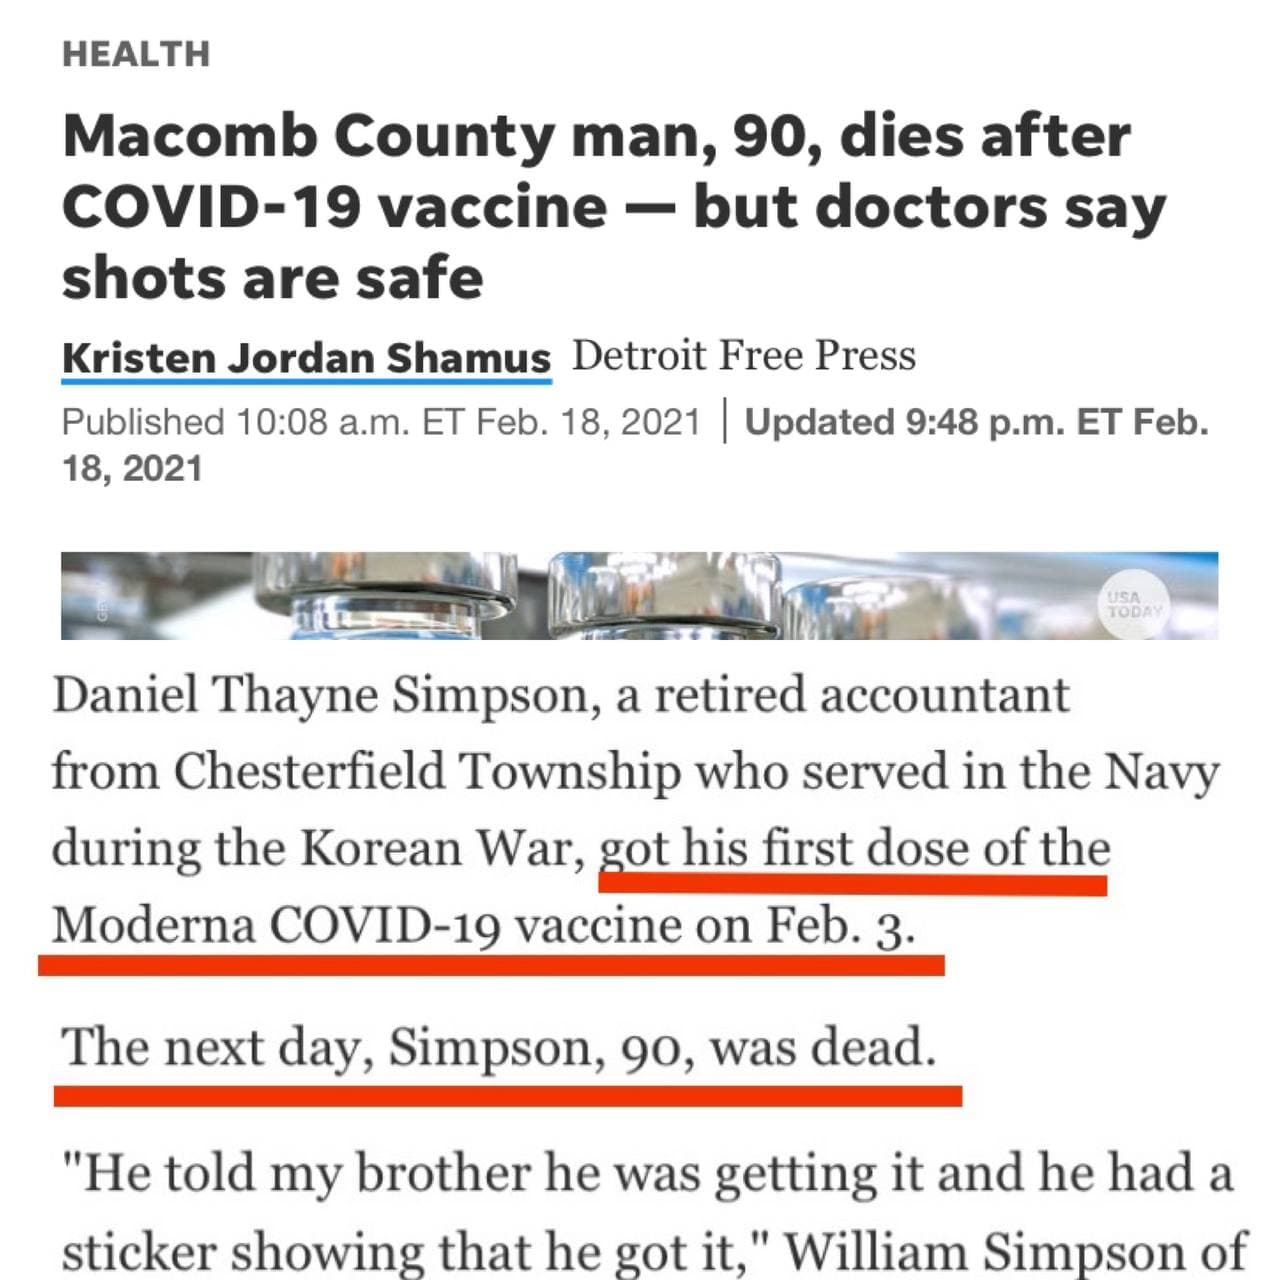 HEALTH
Macomb County man, 90, dies after
COVID-19 vaccine — but doctors say
shots are safe
Kristen Jordan Shamus Detroit Free Press
Published 10:08 a.m. ET Feb. 18, 2021 | Updated 9:48 p.m. ET Feb.
18, 2021
USA
TODAY
Daniel Thayne Simpson, a retired accountant
from Chesterfield Township who served in the Navy
during the Korean War, got his first dose of the
Moderna COVID-19 vaccine on Feb. 3.
The next day, Simpson, 90, was dead.
"He told my brother he was getting it and he had a
sticker showing that he got it," William Simpson of